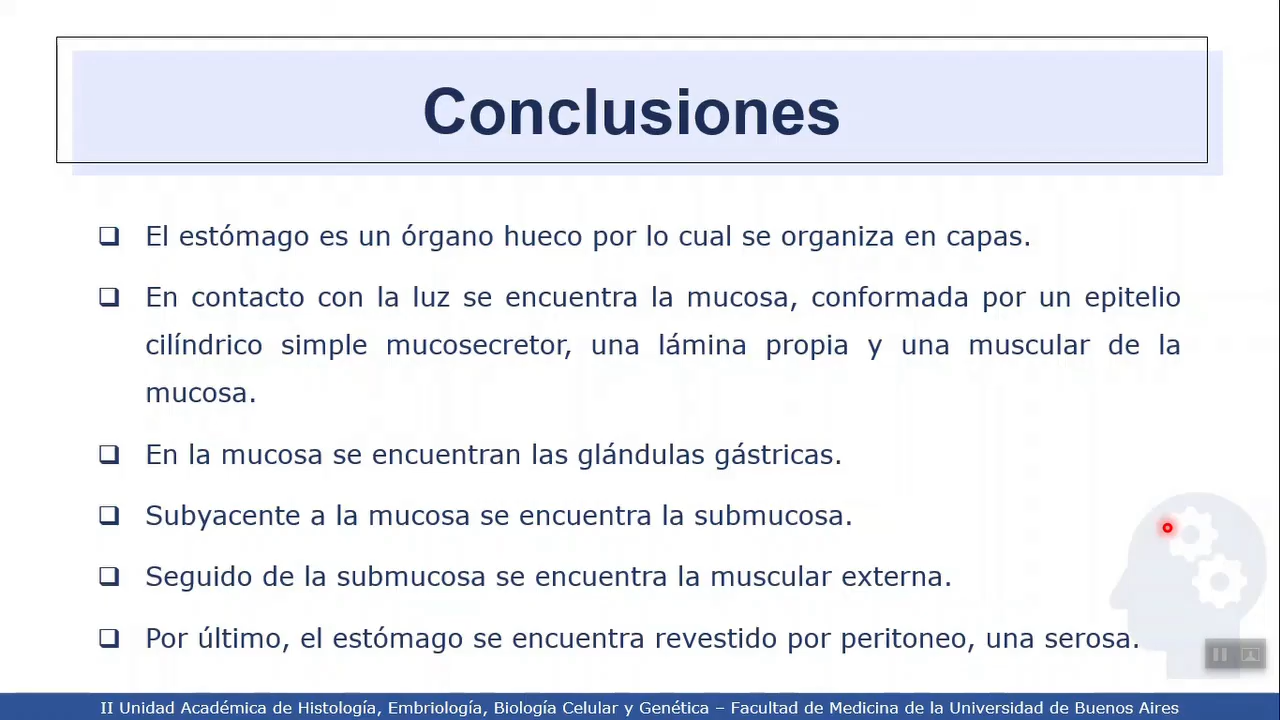 Conclusiones
❑ El estómago es un órgano hueco por lo cual se organiza en capas.
❑ En contacto con la luz se encuentra la mucosa, conformada por un epitelio
cilíndrico simple mucosecretor, una lámina propia y una muscular de la
mucosa.
❑ En la mucosa se encuentran las glándulas gástricas.
❑ Subyacente a la mucosa se encuentra la submucosa.
❑ Seguido de la submucosa se encuentra la muscular externa.
❑ Por último, el estómago se encuentra revestido por peritoneo, una serosa.
II Unidad Académica de Histología, Embriología, Biología Celular y Genética – Facultad de Medicina de la Universidad de Buenos Aires